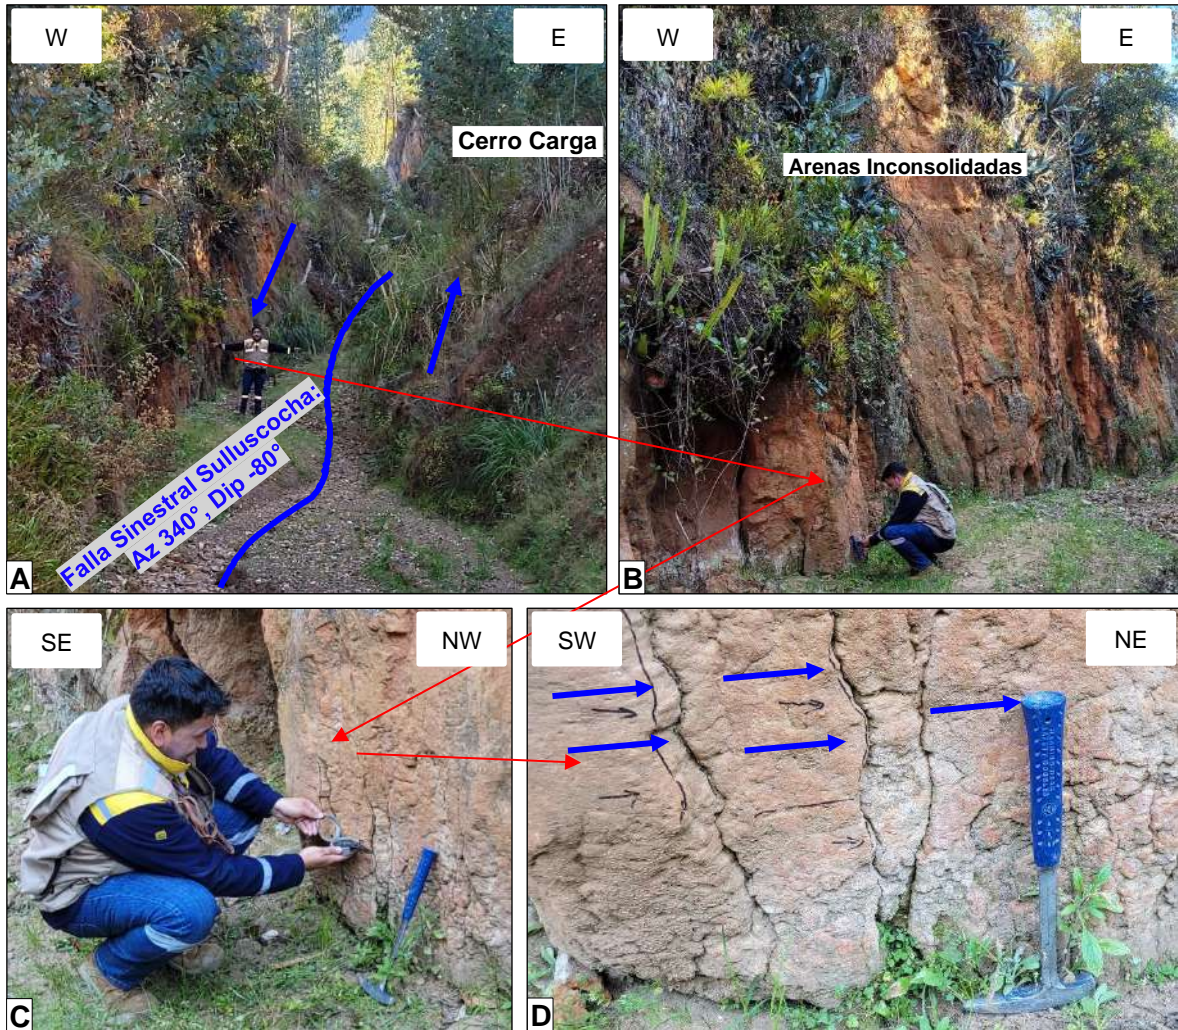 W
E
Cerro Carga
Falla Sinestral Sulluscocha:
Az 340°, Dip -80°
A
W
E
Arenas Inconsolidadas
B
SE
NW
C
SW
NE
D